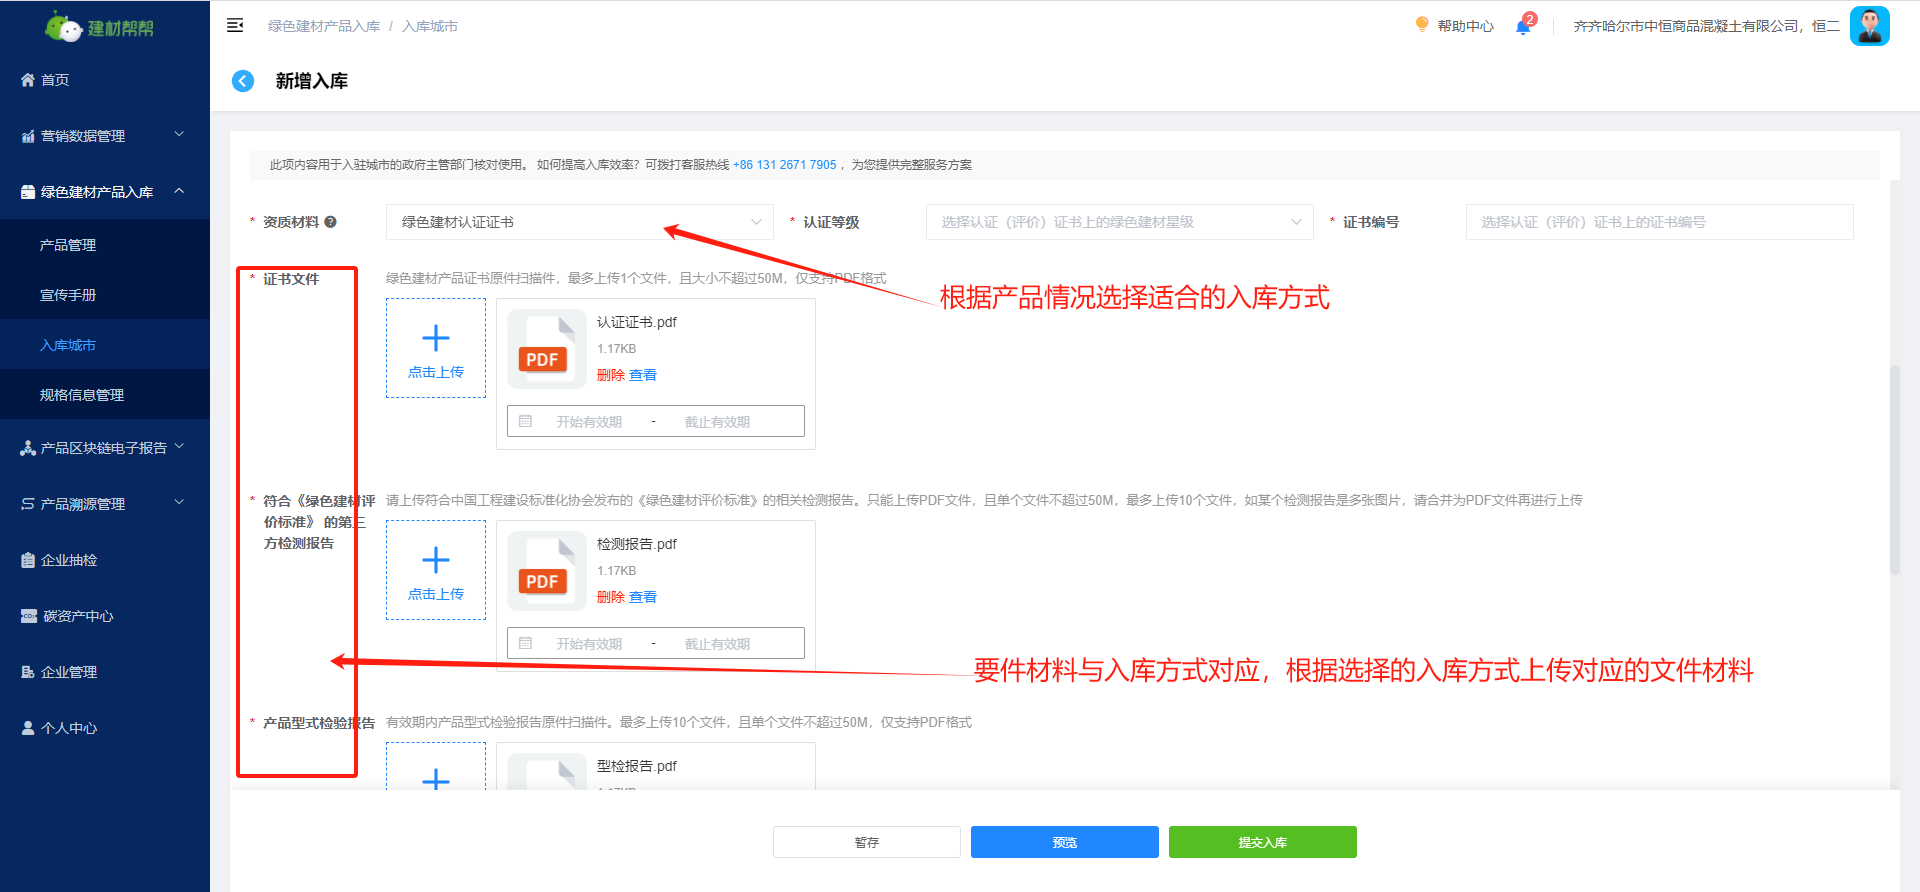 建材帮帮
绿色建材产品入库 / 入库城市
帮助中心
2
齐齐哈尔市中恒商品混凝土有限公司，恒二
首页
营销数据管理
绿色建材产品入库
产品管理
宣传手册
入库城市
规格信息管理
产品区块链电子报告
产品溯源管理
企业抽检
碳资产中心
企业管理
个人中心
新增入库
此项内容用于入驻城市的政府主管部门核对使用。 如何提高入库效率？可拨打客服热线 +86 131 2671 7905 ，为您提供完整服务方案
* 资质材料 ?
绿色建材认证证书
* 认证等级
选择认证（评价）证书上的绿色建材星级
* 证书编号
选择认证（评价）证书上的证书编号
* 证书文件
绿色建材产品证书原件扫描件，最多上传1个文件，且大小不超过50M，仅支持PDF格式
根据产品情况选择适合的入库方式
点击上传
PDF
认证证书.pdf
1.17KB
删除 查看
开始有效期 - 截止有效期
* 符合《绿色建材评
价标准》 的第三
方检测报告
请上传符合中国工程建设标准化协会发布的《绿色建材评价标准》的相关检测报告。只能上传PDF文件，且单个文件不超过50M，最多上传10个文件，如某个检测报告是多张图片，请合并为PDF文件再进行上传
点击上传
PDF
检测报告.pdf
1.17KB
删除 查看
开始有效期 - 截止有效期
要件材料与入库方式对应，根据选择的入库方式上传对应的文件材料
* 产品型式检验报告
有效期内产品型式检验报告原件扫描件。最多上传10个文件，且单个文件不超过50M，仅支持PDF格式
型检报告.pdf
暂存
预览
提交入库